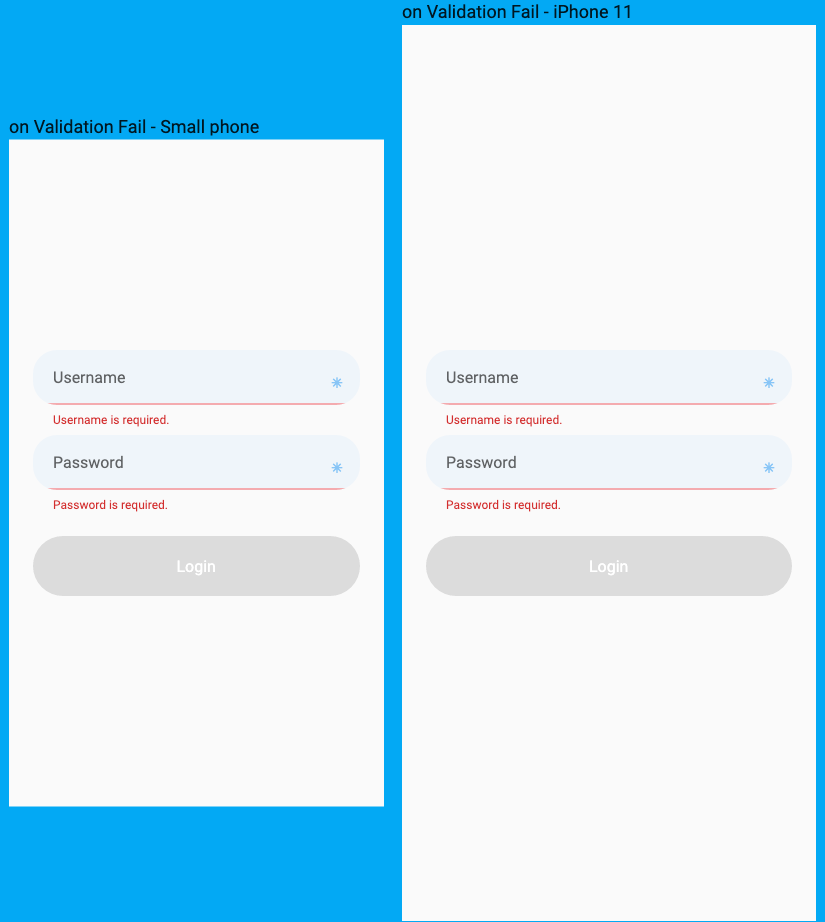 on Validation Fail - Small phone
Username
Username is required.
Password
Password is required.
Login
on Validation Fail - iPhone 11
Username
Username is required.
Password
Password is required.
Login